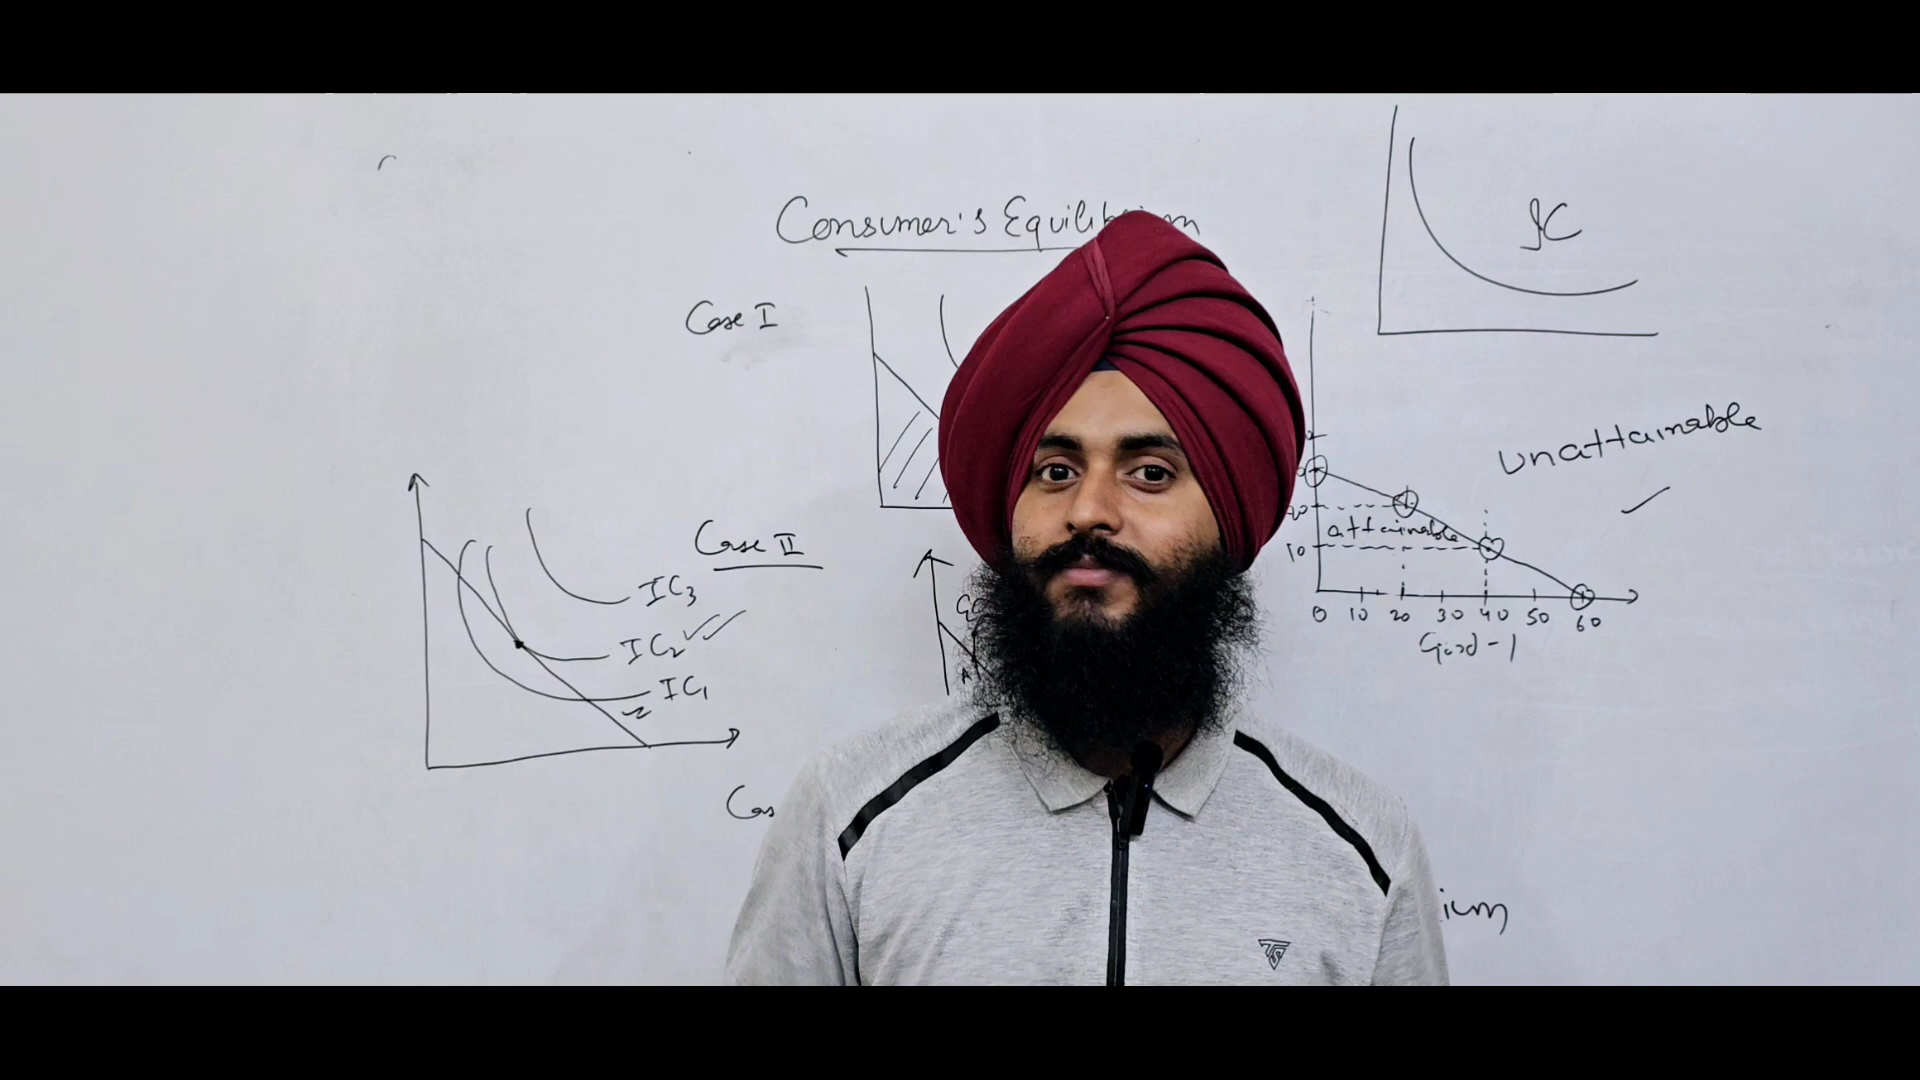 Consumer's Equilib
IC
Case I
unattainable
attainable
10
0 10 20 30 40 50 60
Good-1
Case II
IC3
IC2
IC1
Cas
ium